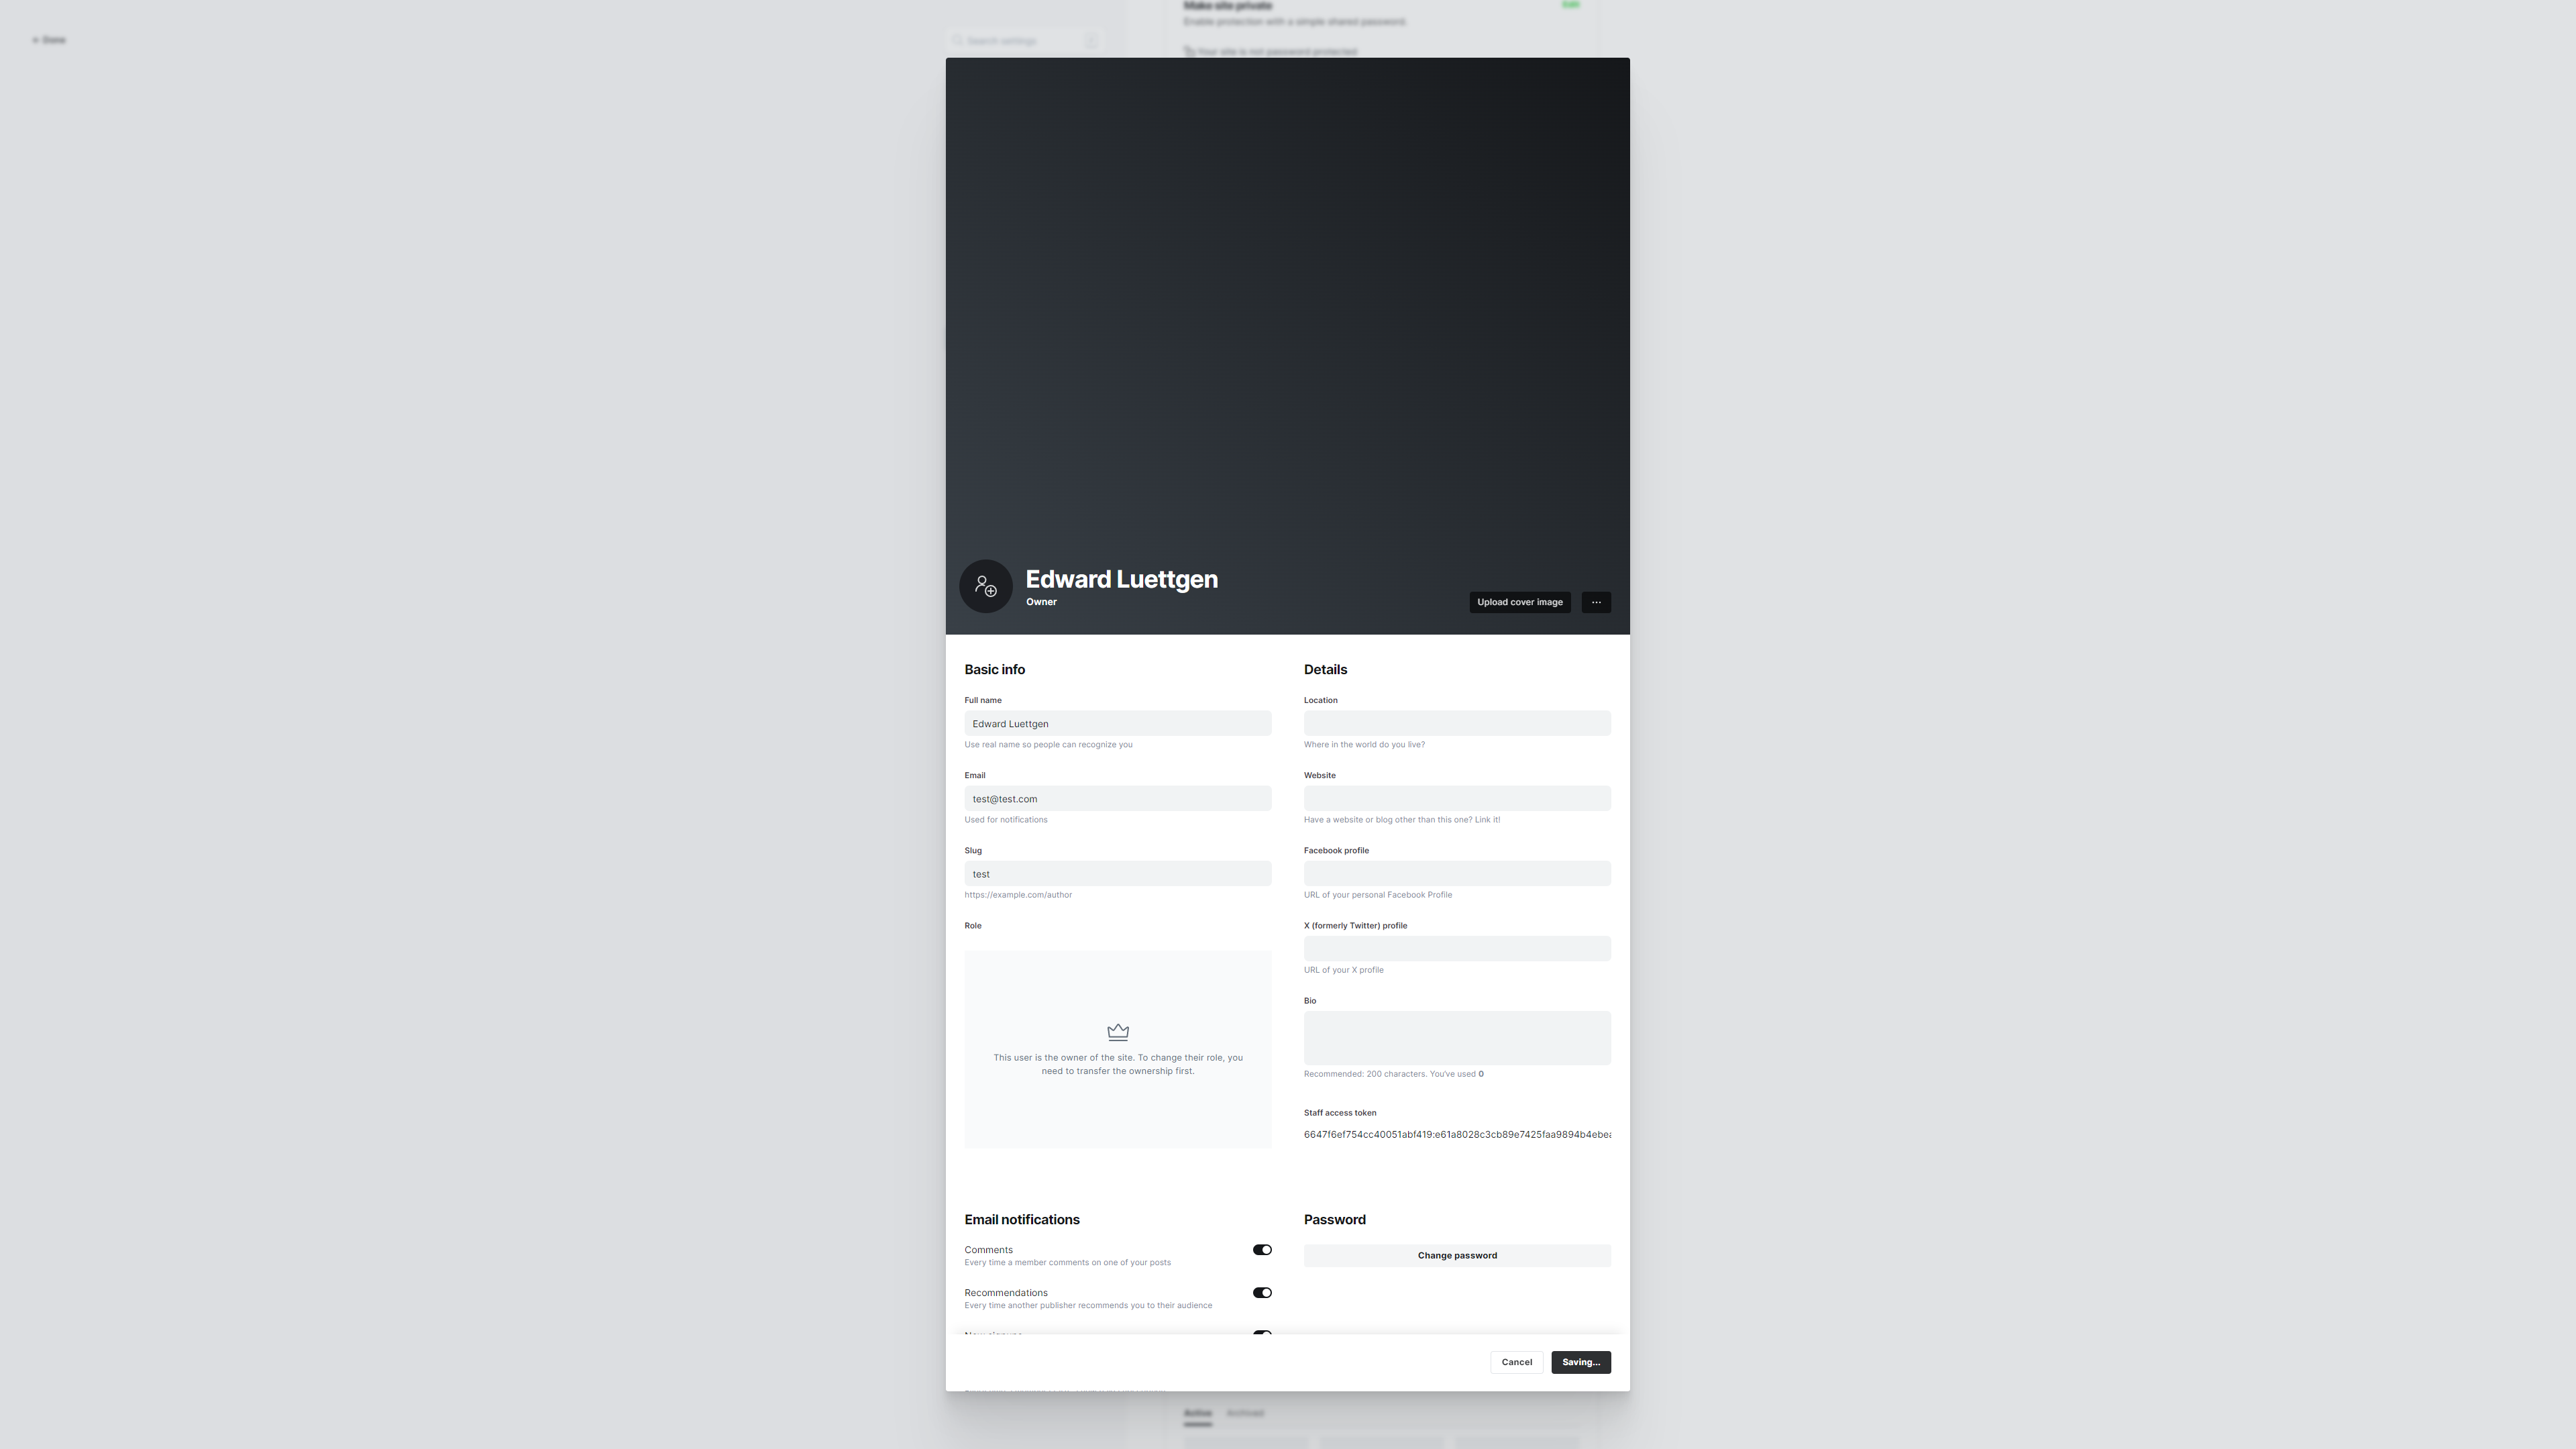 Make site private
Edit
Enable protection with a simple shared password.
← Done
Search settings
/
Your site is not password protected
Edward Luettgen
Owner
Upload cover image
Basic info
Full name
Edward Luettgen
Use real name so people can recognize you
Email
test@test.com
Used for notifications
Slug
test
https://example.com/author
Role
This user is the owner of the site. To change their role, you
need to transfer the ownership first.
Details
Location
Where in the world do you live?
Website
Have a website or blog other than this one? Link it!
Facebook profile
URL of your personal Facebook Profile
X (formerly Twitter) profile
URL of your X profile
Bio
Recommended: 200 characters. You've used 0
Staff access token
6647f6ef754cc40051abf419:e61a8028c3cb89e7425faa9894b4ebea
Email notifications
Comments
Every time a member comments on one of your posts
Recommendations
Every time another publisher recommends you to their audience
Password
Change password
Cancel
Saving...
Active
Archived